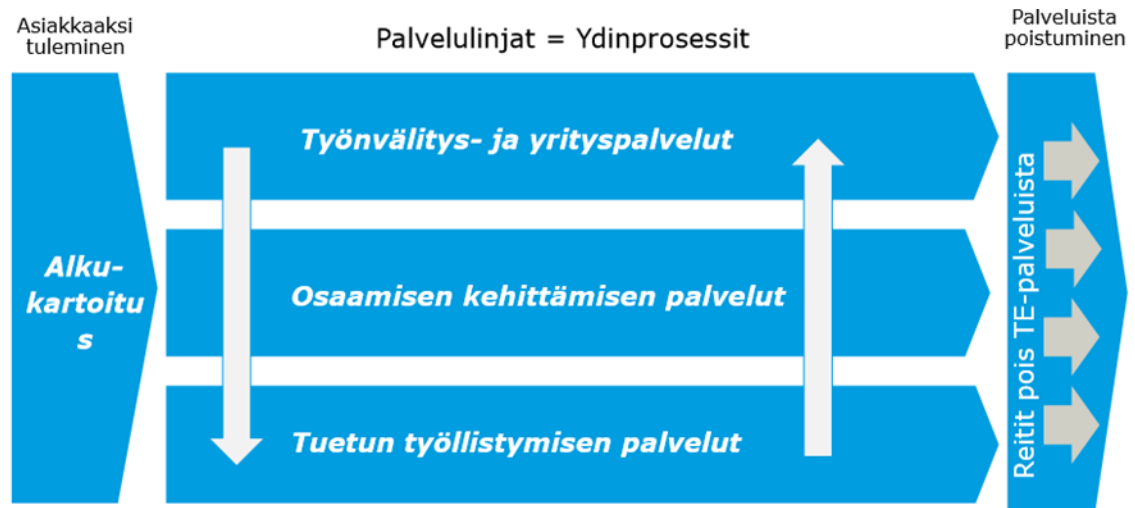 Asiakkaaksi
tuleminen
Palvelulinjat = Ydinprosessit
Palveluista
poistuminen
Alku-
kartoitu
s
Työnvälitys- ja yrityspalvelut
Osaamisen kehittämisen palvelut
Tuetun työllistymisen palvelut
Reitit pois TE-palveluista